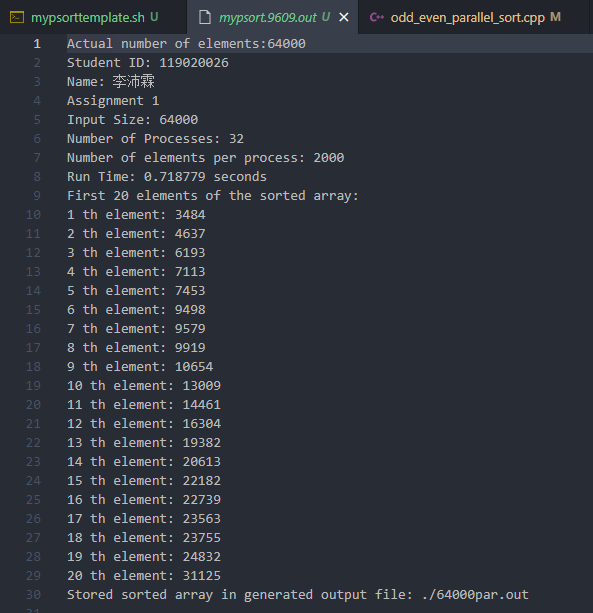 mypsorttemplate.sh U mypsort.9609.out U × C++ odd_even_parallel_sort.cpp M
1 Actual number of elements:64000
2 Student ID: 119020026
3 Name: 李沛霖
4 Assignment 1
5 Input Size: 64000
6 Number of Processes: 32
7 Number of elements per process: 2000
8 Run Time: 0.718779 seconds
9 First 20 elements of the sorted array:
10 1 th element: 3484
11 2 th element: 4637
12 3 th element: 6193
13 4 th element: 7113
14 5 th element: 7453
15 6 th element: 9498
16 7 th element: 9579
17 8 th element: 9919
18 9 th element: 10654
19 10 th element: 13009
20 11 th element: 14461
21 12 th element: 16304
22 13 th element: 19382
23 14 th element: 20613
24 15 th element: 22182
25 16 th element: 22739
26 17 th element: 23563
27 18 th element: 23755
28 19 th element: 24832
29 20 th element: 31125
30 Stored sorted array in generated output file: ./64000par.out